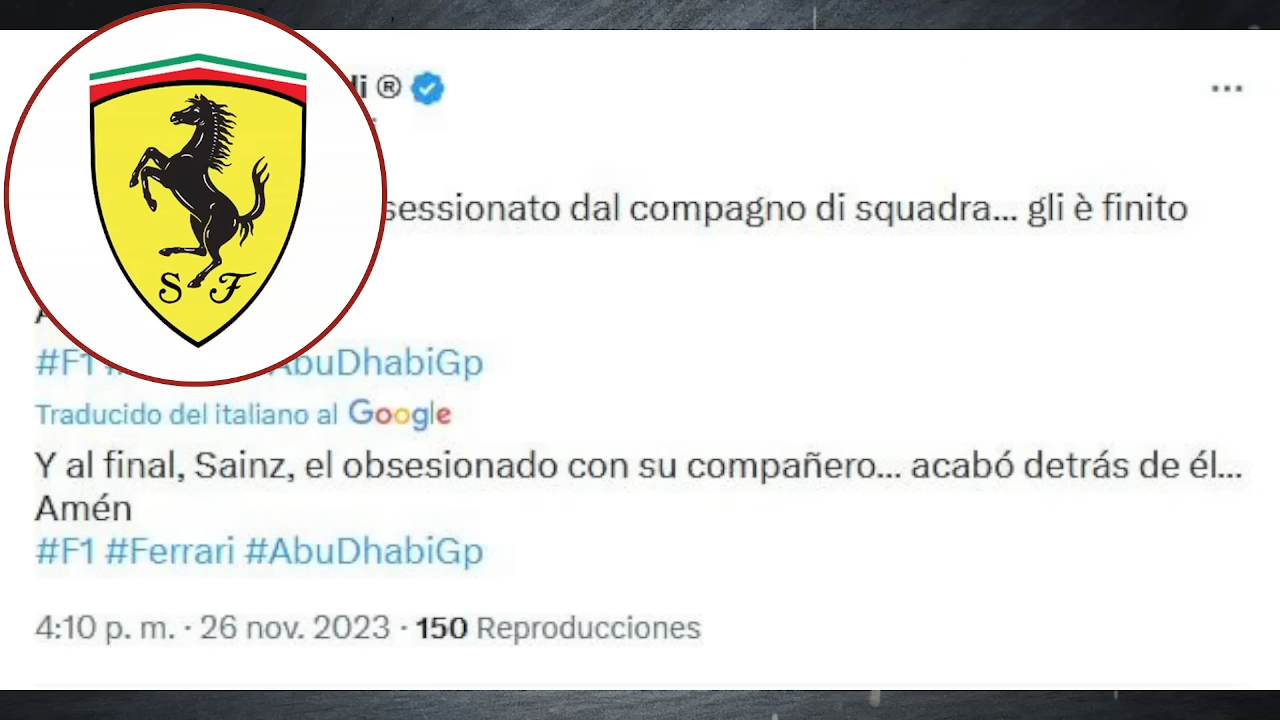 S F
®
sessionato dal compagno di squadra... gli è finito
#F1 #AbuDhabiGp
Traducido del italiano al Google
Y al final, Sainz, el obsesionado con su compañero... acabó detrás de él...
Amén
#F1 #Ferrari #AbuDhabiGp
4:10 p. m. · 26 nov. 2023 · 150 Reproducciones